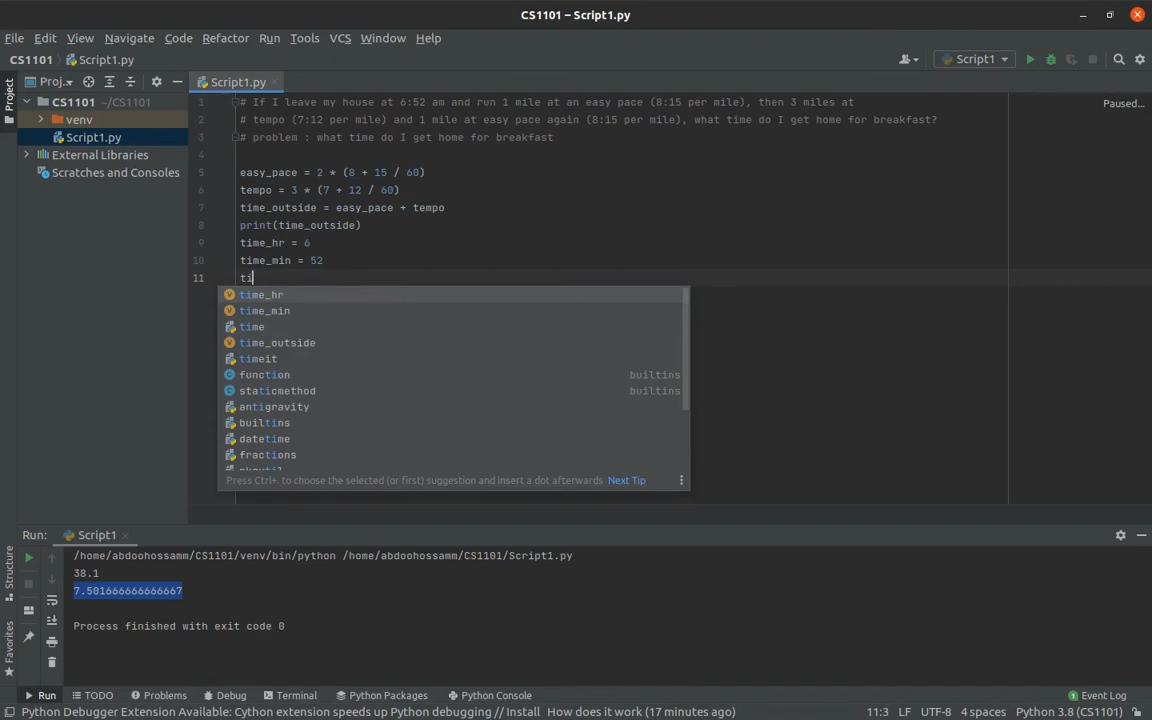 CS1101 – Script1.py
File Edit View Navigate Code Refactor Run Tools VCS Window Help
CS1101 Script1.py Script1
Project Proj... Script1.py
CS1101 ~/CS1101
venv
Script1.py
External Libraries
Scratches and Consoles
1 # If I leave my house at 6:52 am and run 1 mile at an easy pace (8:15 per mile), then 3 miles at
2 # tempo (7:12 per mile) and 1 mile at easy pace again (8:15 per mile), what time do I get home for breakfast?
3 # problem : what time do I get home for breakfast
4
5 easy_pace = 2 * (8 + 15 / 60)
6 tempo = 3 * (7 + 12 / 60)
7 time_outside = easy_pace + tempo
8 print(time_outside)
9 time_hr = 6
10 time_min = 52
11 ti
Paused...
time_hr
time_min
time
time_outside
timeit
function builtins
staticmethod builtins
antigravity
builtins
datetime
fractions
pkgutil
Press Ctrl+. to choose the selected (or first) suggestion and insert a dot afterwards Next Tip
Run: Script1
/home/abdoohossamm/CS1101/venv/bin/python /home/abdoohossamm/CS1101/Script1.py
38.1
7.501666666666667
Process finished with exit code 0
Structure
Favorites
Run TODO Problems Debug Terminal Python Packages Python Console 1 Event Log
Python Debugger Extension Available: Cython extension speeds up Python debugging // Install How does it work (17 minutes ago) 11:3 LF UTF-8 4 spaces Python 3.8 (CS1101)